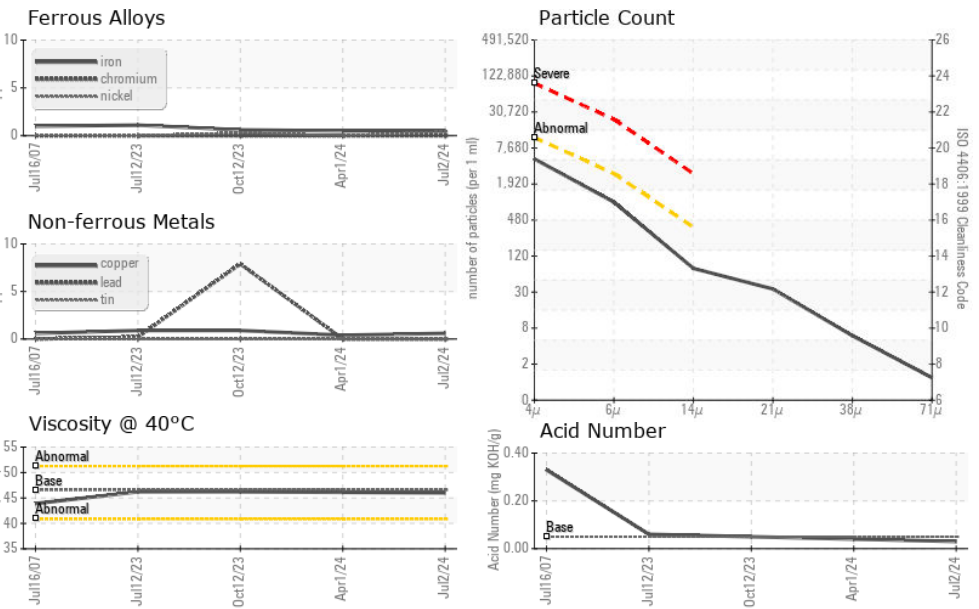 Ferrous Alloys
10
5
0
iron
chromium
nickel
Jul16/07
Jul12/23
Oct12/23
Apr1/24
Jul2/24
Non-ferrous Metals
10
5
0
copper
lead
tin
Jul16/07
Jul12/23
Oct12/23
Apr1/24
Jul2/24
Viscosity @ 40°C
55
50
45
40
35
Abnormal
Base
Abnormal
Jul16/07
Jul12/23
Oct12/23
Apr1/24
Jul2/24
Particle Count
number of particles (per 1 ml)
491,520
122,880
30,720
7,680
1,920
480
120
30
8
2
0
Severe
Abnormal
4µ
6µ
14µ
21µ
38µ
71µ
26
24
22
20
18
16
14
12
10
8
6
ISO 4406:1999 Cleanliness Code
Acid Number
Acid Number (mg KOH/g)
0.40
0.20
0.00
Base
Jul16/07
Jul12/23
Oct12/23
Apr1/24
Jul2/24